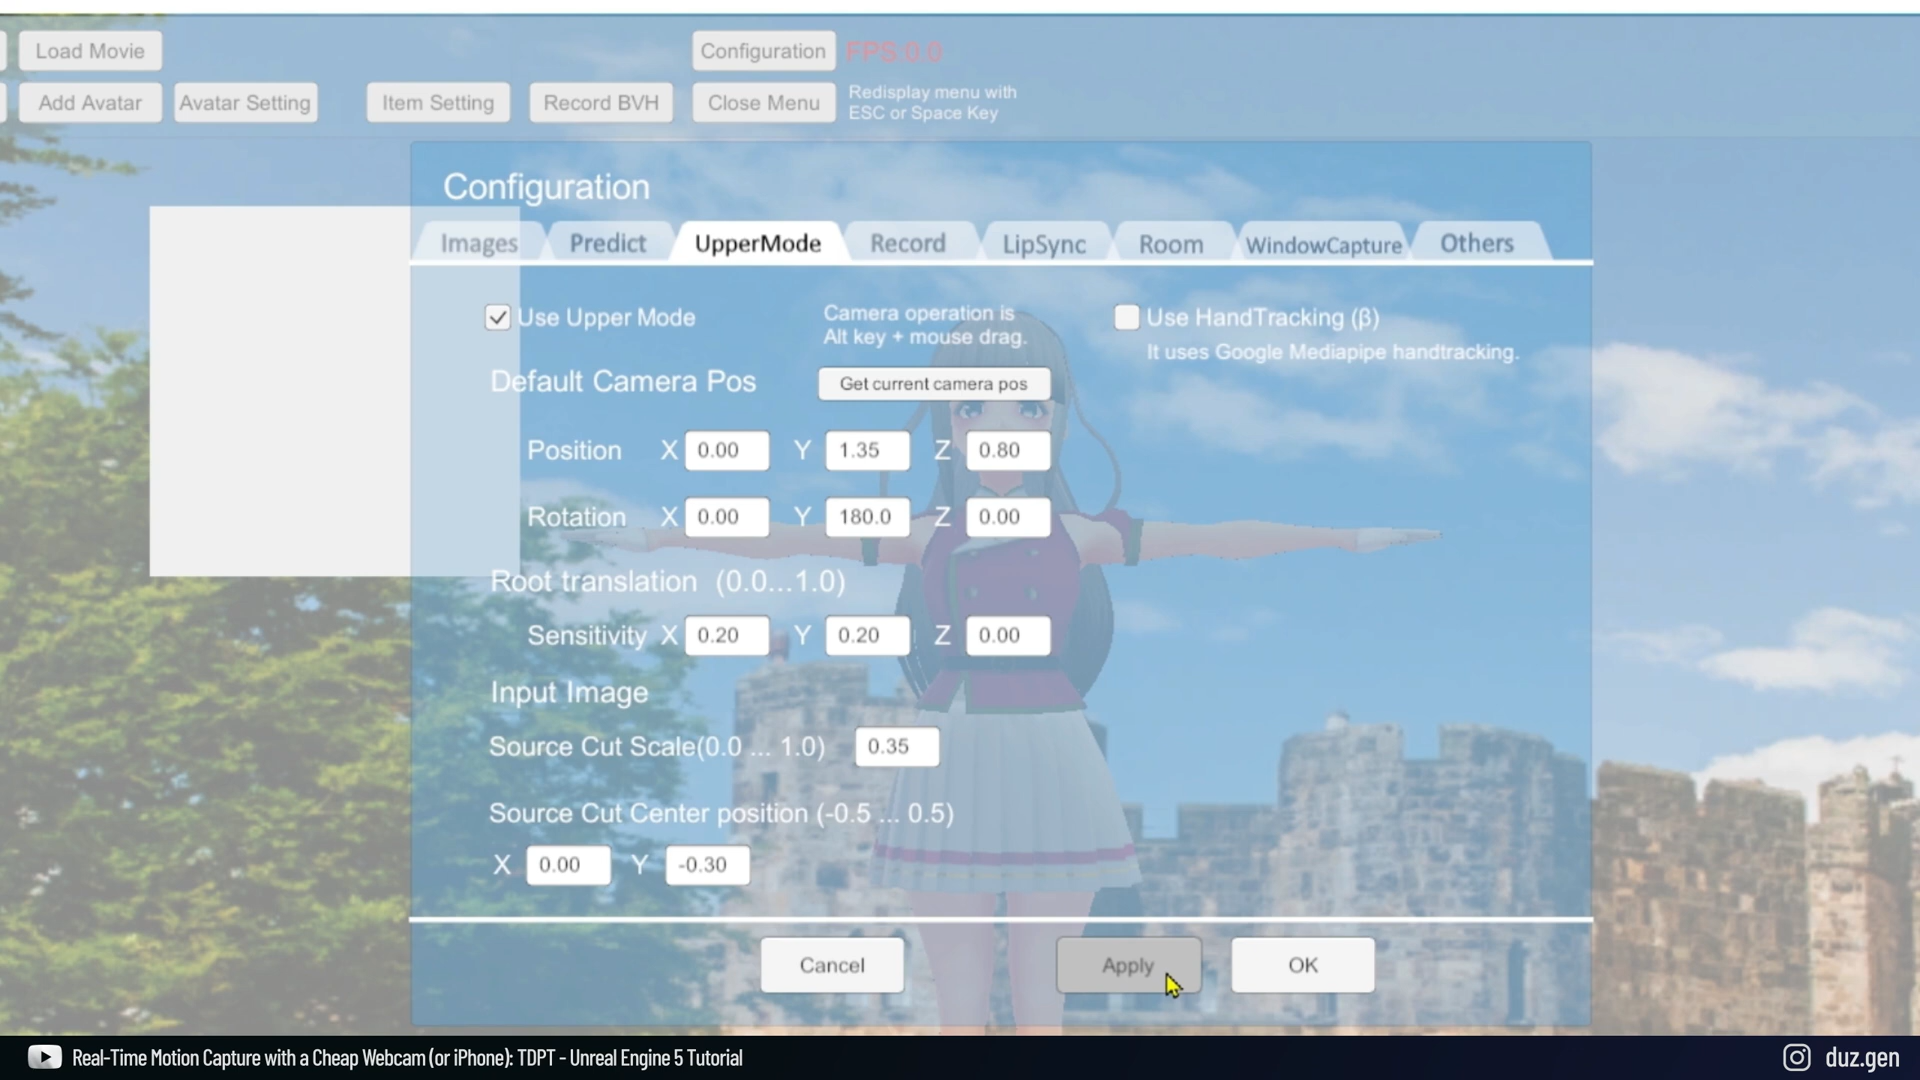 Load Movie
Configuration FPS:0.0
Add Avatar Avatar Setting Item Setting Record BVH Close Menu
Redisplay menu with
ESC or Space Key
Configuration
Images Predict UpperMode Record LipSync Room WindowCapture Others
Use Upper Mode
Camera operation is
Alt key + mouse drag.
Use HandTracking (β)
It uses Google Mediapipe handtracking.
Default Camera Pos Get current camera pos
Position X 0.00 Y 1.35 Z 0.80
Rotation X 0.00 Y 180.0 Z 0.00
Root translation (0.0...1.0)
Sensitivity X 0.20 Y 0.20 Z 0.00
Input Image
Source Cut Scale(0.0 ... 1.0) 0.35
Source Cut Center position (-0.5 ... 0.5)
X 0.00 Y -0.30
Cancel Apply OK
Real-Time Motion Capture with a Cheap Webcam (or iPhone): TDPT - Unreal Engine 5 Tutorial
duz.gen